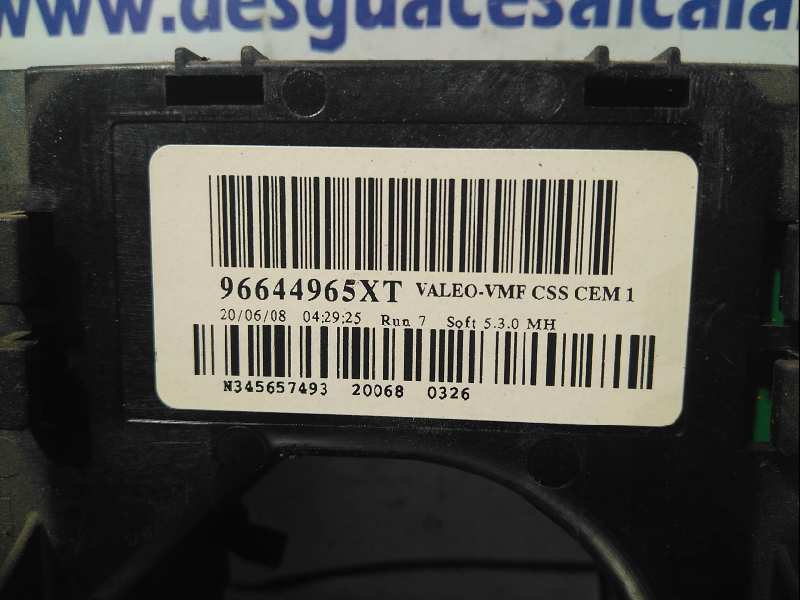 www.desguacesalcala
96644965XT VALEO-VMF CSS CEM 1
20/06/08 04:29:25 Run 7 Soft 5.3.0 MH
N345657493 20068 0326